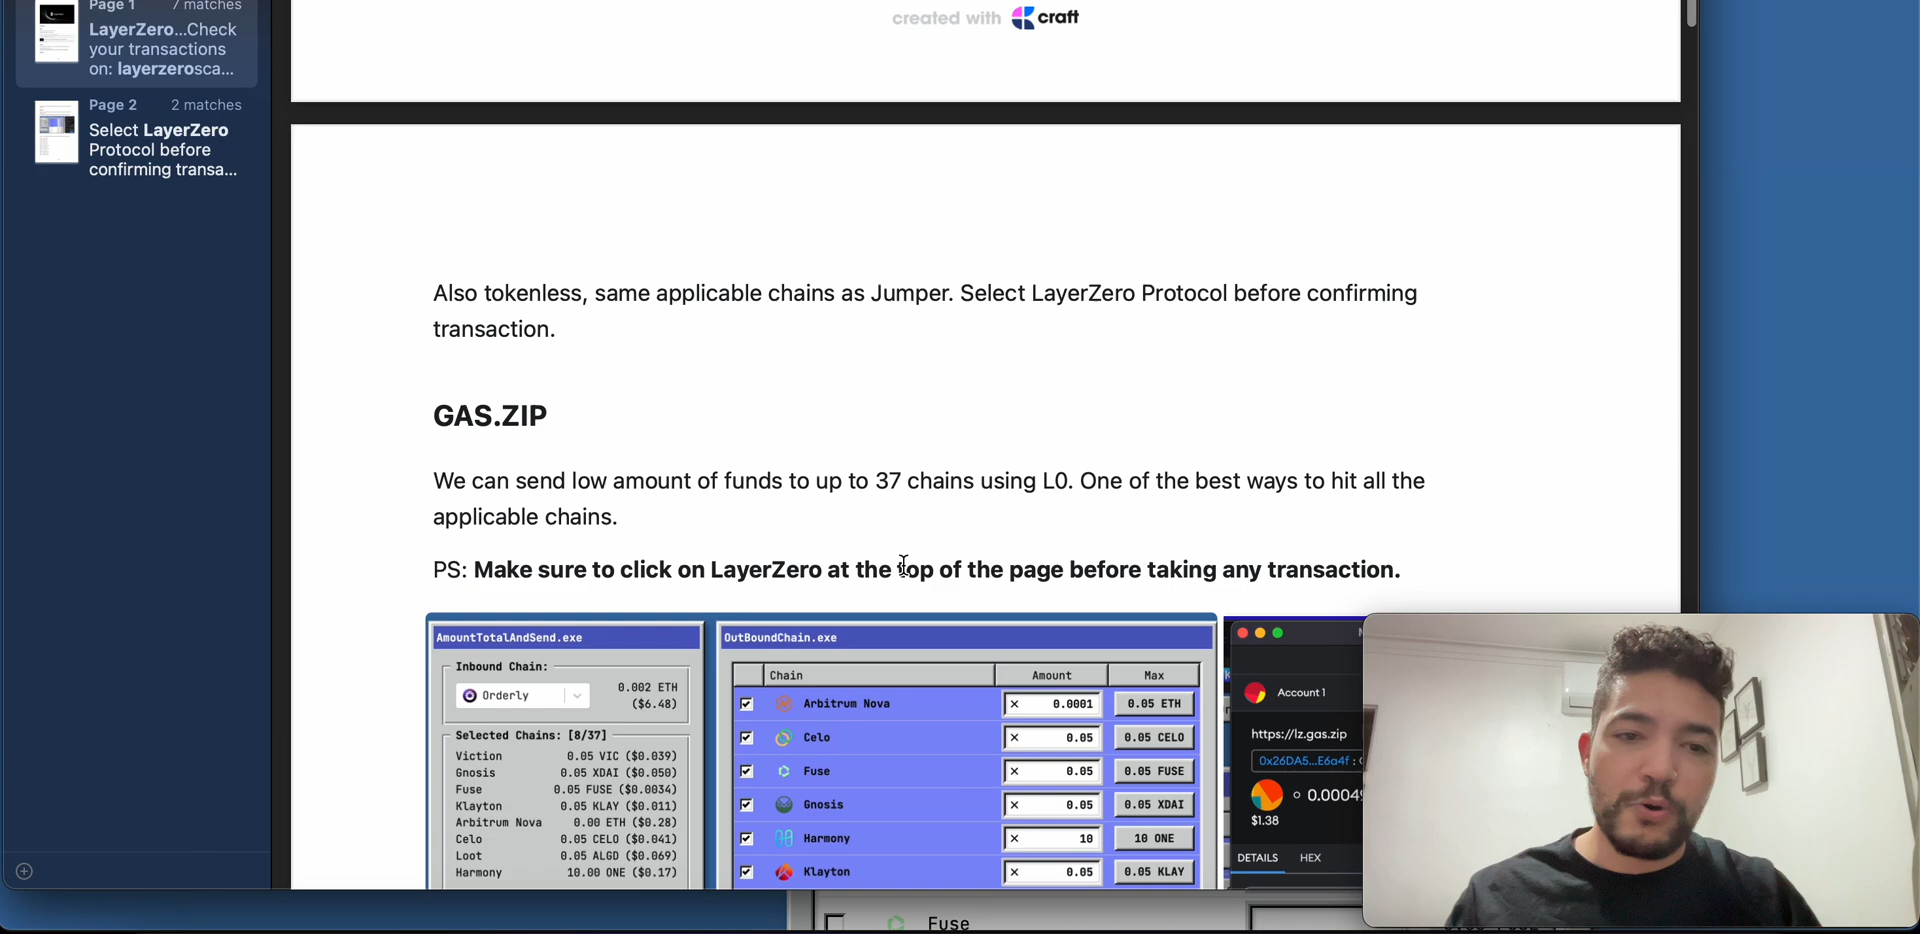 Page 1 7 matches
LayerZero...Check
your transactions
on: layerzerosca...
Page 2 2 matches
Select LayerZero
Protocol before
confirming transa...
created with craft
Also tokenless, same applicable chains as Jumper. Select LayerZero Protocol before confirming
transaction.
GAS.ZIP
We can send low amount of funds to up to 37 chains using L0. One of the best ways to hit all the
applicable chains.
PS: Make sure to click on LayerZero at the top of the page before taking any transaction.
AmountTotalAndSend.exe
Inbound Chain:
Orderly
0.002 ETH
($6.48)
Selected Chains: [8/37]
Viction 0.05 VIC ($0.039)
Gnosis 0.05 XDAI ($0.050)
Fuse 0.05 FUSE ($0.0034)
Klayton 0.05 KLAY ($0.011)
Arbitrum Nova 0.00 ETH ($0.28)
Celo 0.05 CELO ($0.041)
Loot 0.05 ALGD ($0.069)
Harmony 10.00 ONE ($0.17)
OutBoundChain.exe
Chain Amount Max
Arbitrum Nova × 0.0001 0.05 ETH
Celo × 0.05 0.05 CELO
Fuse × 0.05 0.05 FUSE
Gnosis × 0.05 0.05 XDAI
Harmony × 10 10 ONE
Klayton × 0.05 0.05 KLAY
Account 1
https://lz.gas.zip
0x26DA5...E6a4f :
0.0004
$1.38
DETAILS HEX
Fuse